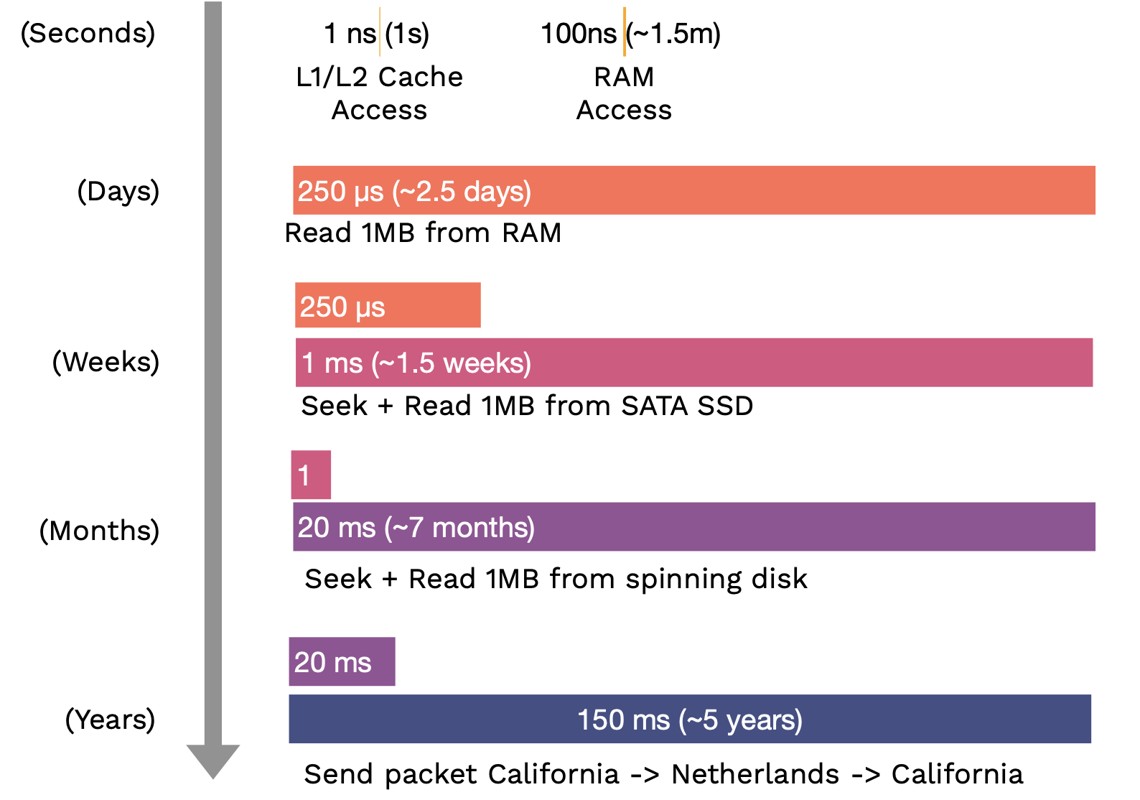 (Seconds)
1 ns (1s)
100ns (~1.5m)
L1/L2 Cache
Access
RAM
Access
(Days)
250 µs (~2.5 days)
Read 1MB from RAM
250 µs
(Weeks)
1 ms (~1.5 weeks)
Seek + Read 1MB from SATA SSD
1
(Months)
20 ms (~7 months)
Seek + Read 1MB from spinning disk
20 ms
(Years)
150 ms (~5 years)
Send packet California -> Netherlands -> California